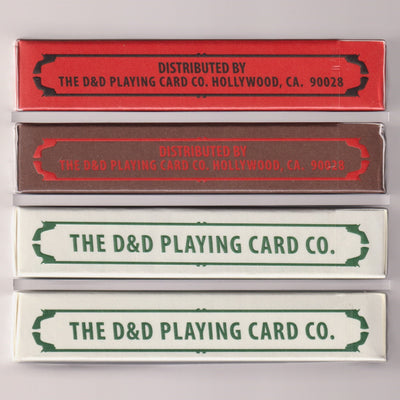 DISTRIBUTED BY
THE D&D PLAYING CARD CO. HOLLYWOOD, CA. 90028
DISTRIBUTED BY
THE D&D PLAYING CARD CO. HOLLYWOOD, CA. 90028
THE D&D PLAYING CARD CO.
THE D&D PLAYING CARD CO.